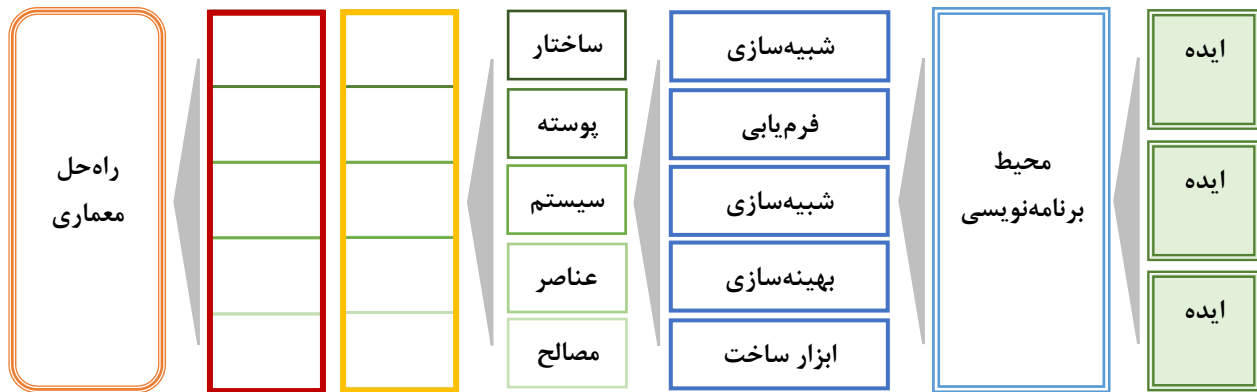 ایده
ایده
ایده
محیط
برنامه‌نویسی
شبیه‌سازی
فرم‌یابی
شبیه‌سازی
بهینه‌سازی
ابزار ساخت
ساختار
پوسته
سیستم
عناصر
مصالح
راه‌حل
معماری